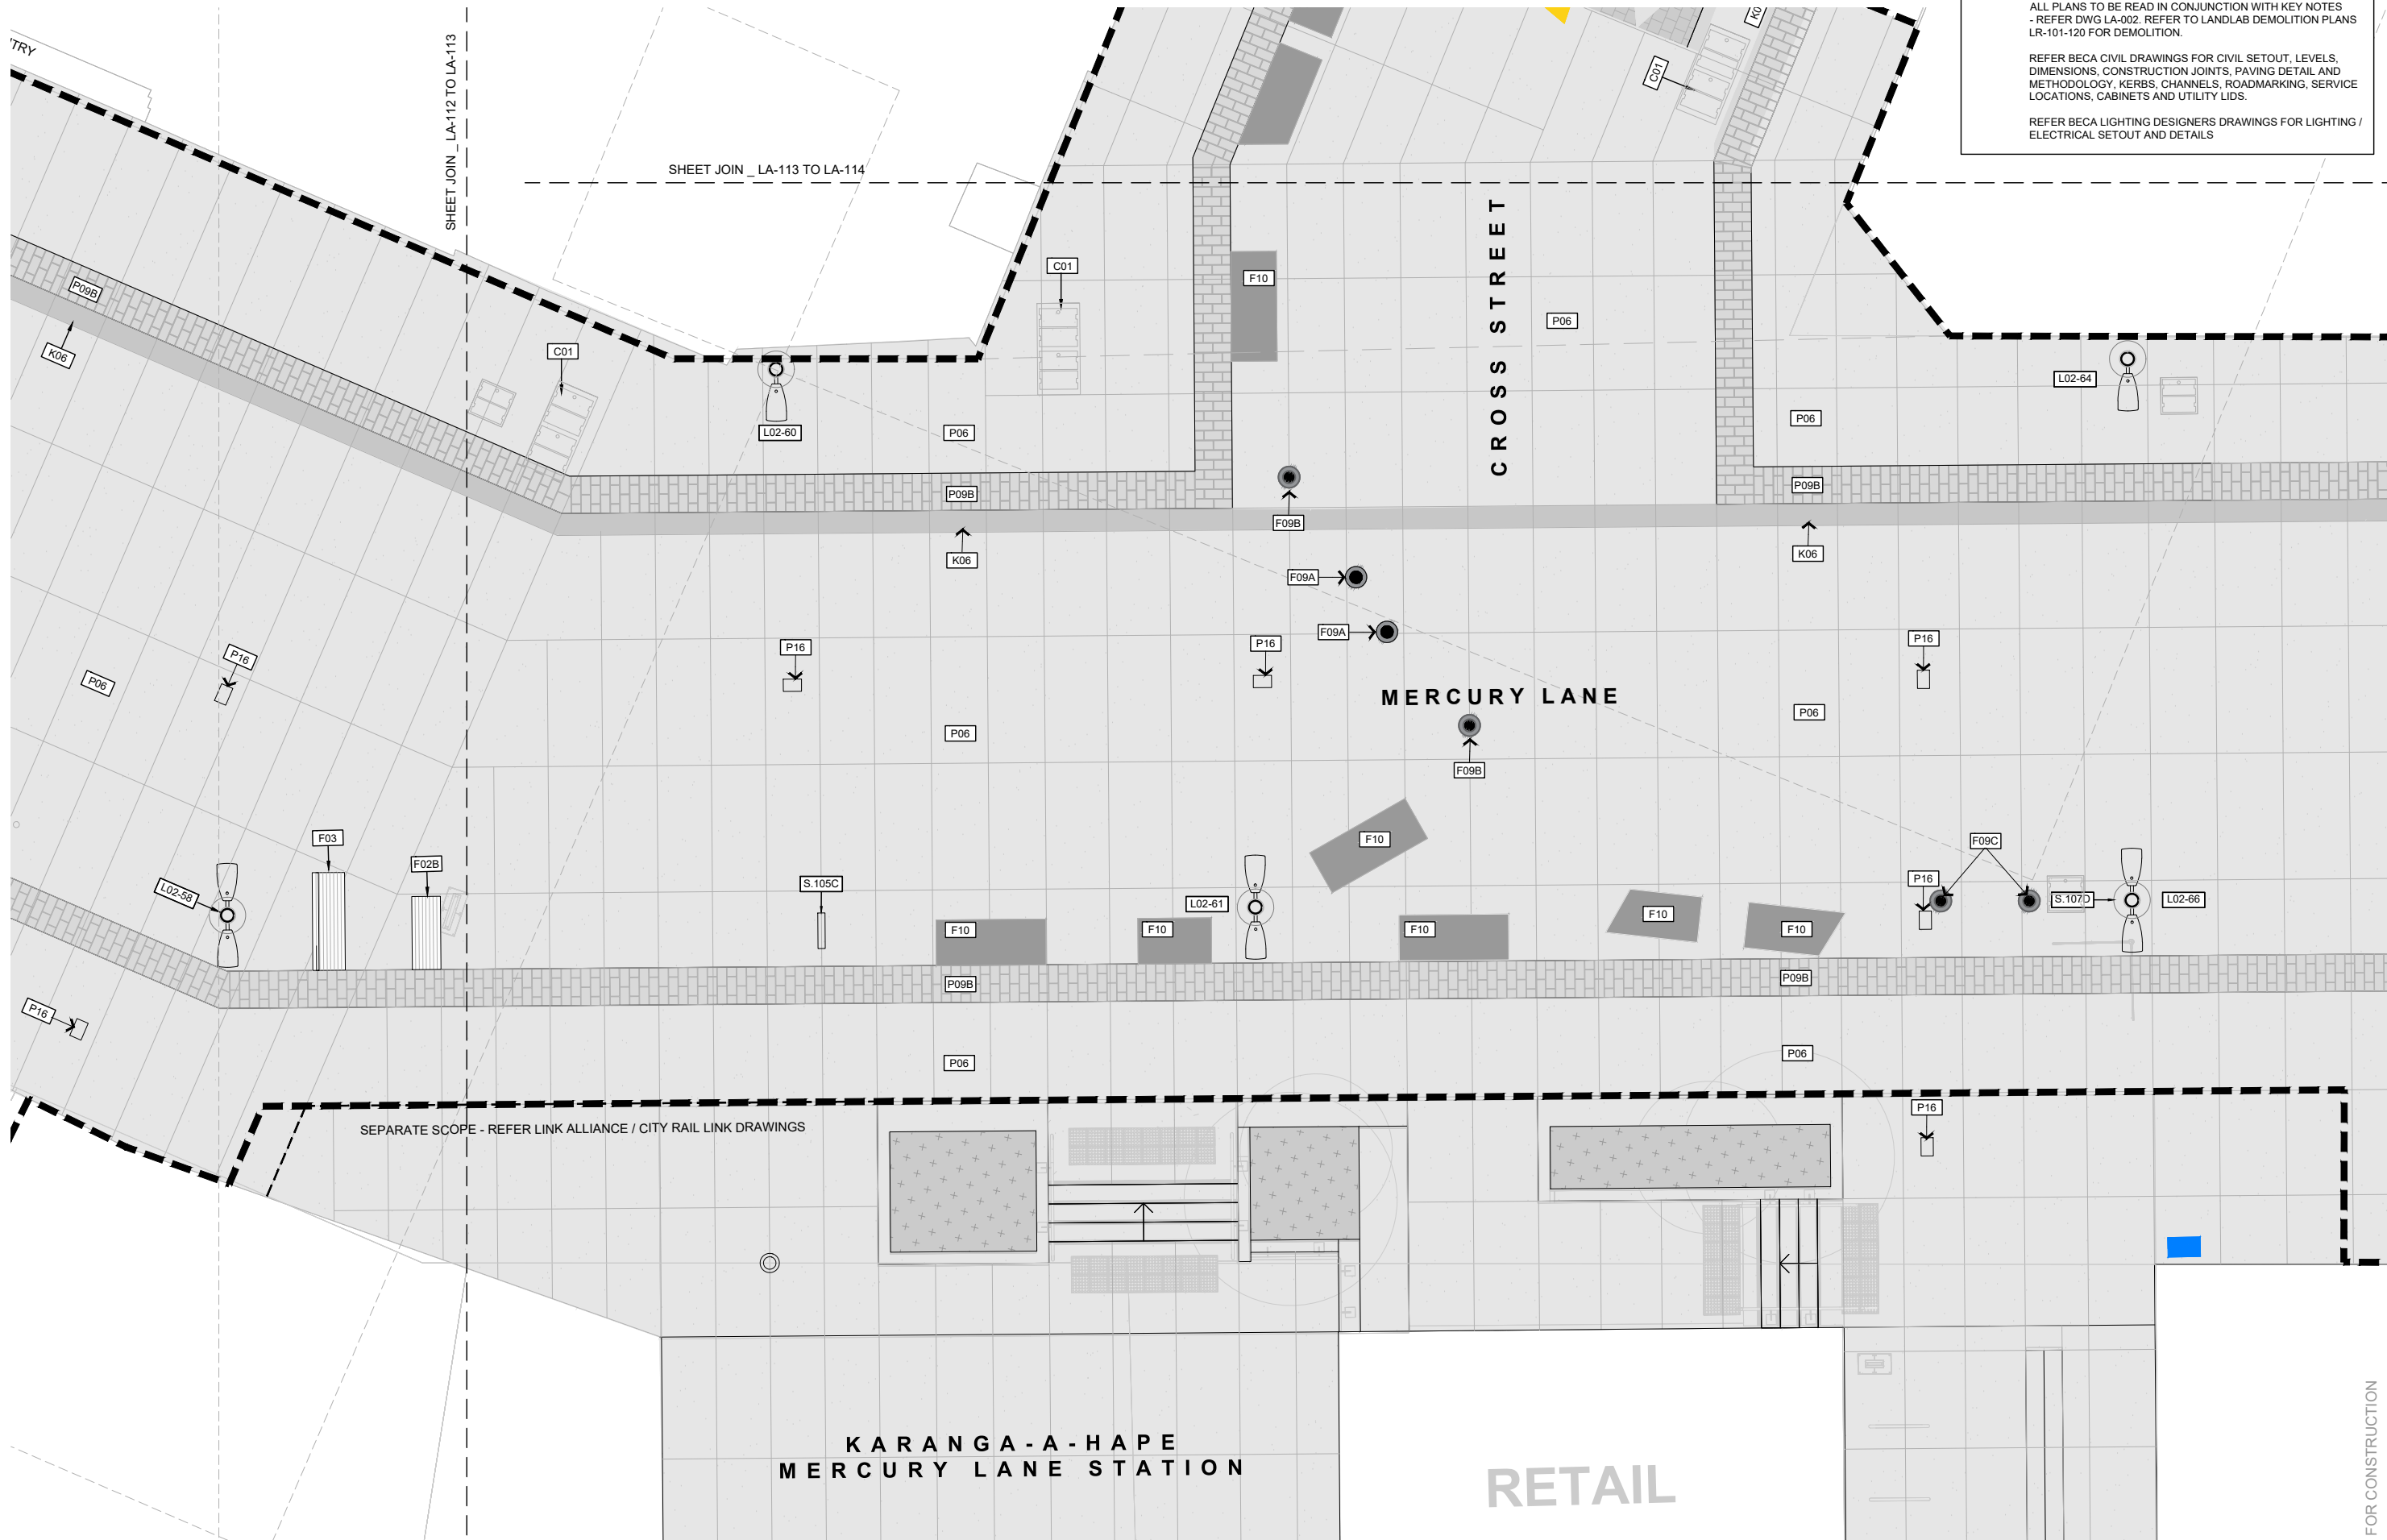 ALL PLANS TO BE READ IN CONJUNCTION WITH KEY NOTES
- REFER DWG LA-002. REFER TO LANDLAB DEMOLITION PLANS
LR-101-120 FOR DEMOLITION.
REFER BECA CIVIL DRAWINGS FOR CIVIL SETOUT, LEVELS,
DIMENSIONS, CONSTRUCTION JOINTS, PAVING DETAIL AND
METHODOLOGY, KERBS, CHANNELS, ROADMARKING, SERVICE
LOCATIONS, CABINETS AND UTILITY LIDS.
REFER BECA LIGHTING DESIGNERS DRAWINGS FOR LIGHTING /
ELECTRICAL SETOUT AND DETAILS
SHEET JOIN _ LA-112 TO LA-113
SHEET JOIN _ LA-113 TO LA-114
C01
C01
F10
P09B
CROSS STREET
P06
K06
C01
L02-64
L02-60
P06
P06
P09B
P09B
F09B
K06
K06
F09A
F09A
P16
P16
P16
P16
P06
MERCURY LANE
P06
P06
F09B
F03
F10
F09C
F02B
S.105C
P16
L02-58
L02-61
S.107D
L02-66
F10
F10
F10
F10
F10
P09B
P09B
P16
P06
P06
P16
SEPARATE SCOPE - REFER LINK ALLIANCE / CITY RAIL LINK DRAWINGS
KARANGA-A-HAPE
MERCURY LANE STATION
RETAIL
FOR CONSTRUCTION